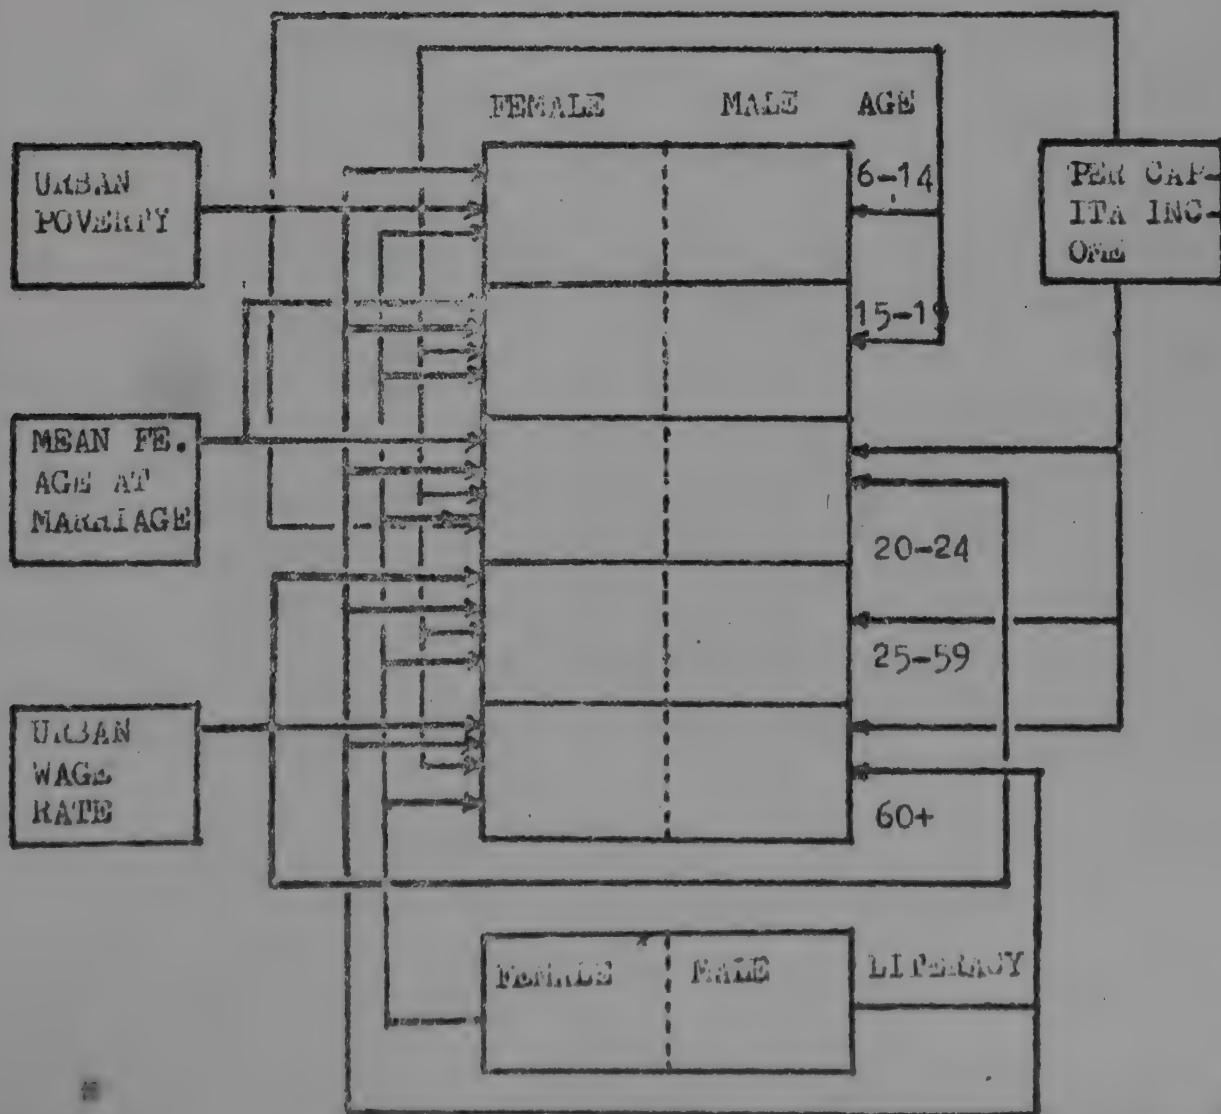 FEMALE MALE AGE
URBAN
POVERTY
6-14
PER CAP-
ITA INC-
OME
15-19
MEAN FE.
AGE AT
MARRIAGE
20-24
25-59
URBAN
WAGE
RATE
60+
FEMALE MALE LITERACY